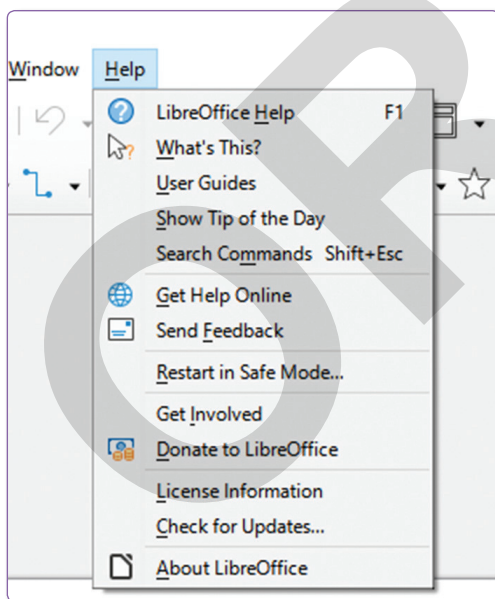 Window Help
LibreOffice Help F1
What's This?
User Guides
Show Tip of the Day
Search Commands Shift+Esc
Get Help Online
Send Feedback
Restart in Safe Mode...
Get Involved
Donate to LibreOffice
License Information
Check for Updates...
About LibreOffice